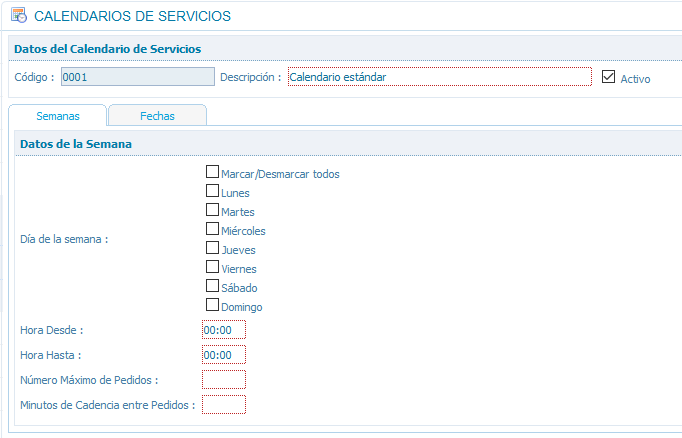 CALENDARIOS DE SERVICIOS
Datos del Calendario de Servicios
Código : 0001 Descripción : Calendario estándar Activo
Semanas Fechas
Datos de la Semana
Marcar/Desmarcar todos
Lunes
Martes
Miércoles
Día de la semana :
Jueves
Viernes
Sábado
Domingo
Hora Desde : 00:00
Hora Hasta : 00:00
Número Máximo de Pedidos :
Minutos de Cadencia entre Pedidos :